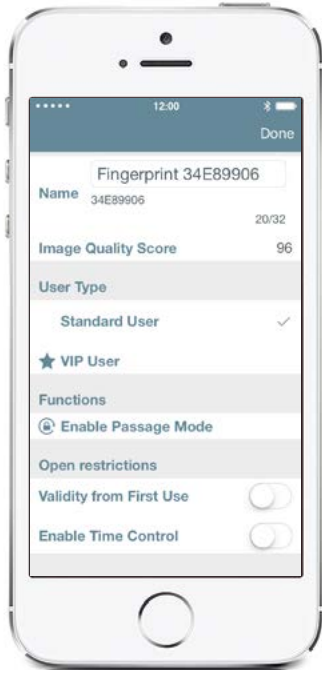 12:00
Done
Fingerprint 34E89906
Name
34E89906
20/32
Image Quality Score 96
User Type
Standard User
VIP User
Functions
Enable Passage Mode
Open restrictions
Validity from First Use
Enable Time Control